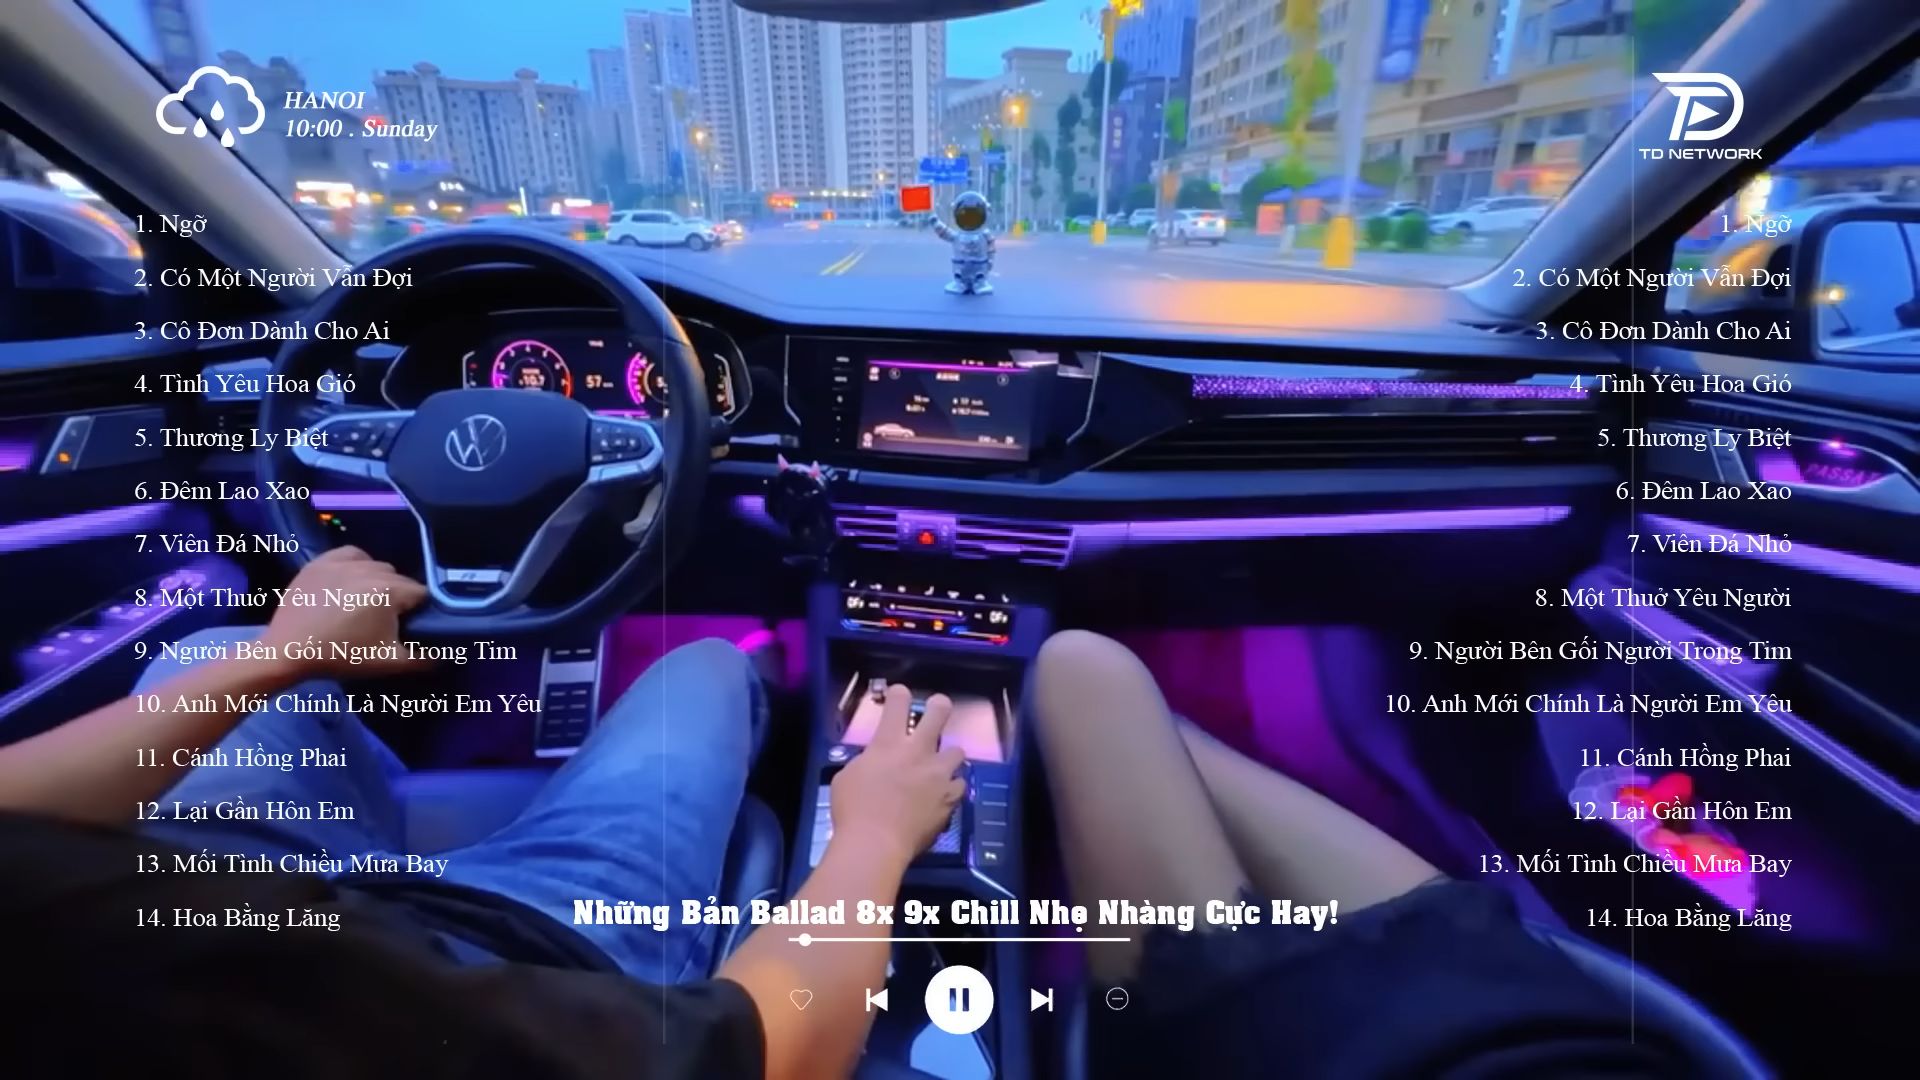 HANOI
10:00 . Sunday
TD NETWORK
1. Ngỡ
2. Có Một Người Vẫn Đợi
3. Cô Đơn Dành Cho Ai
4. Tình Yêu Hoa Gió
5. Thương Ly Biệt
6. Đêm Lao Xao
7. Viên Đá Nhỏ
8. Một Thuở Yêu Người
9. Người Bên Gối Người Trong Tim
10. Anh Mới Chính Là Người Em Yêu
11. Cánh Hồng Phai
12. Lại Gần Hôn Em
13. Mối Tình Chiều Mưa Bay
14. Hoa Bằng Lăng
1. Ngỡ
2. Có Một Người Vẫn Đợi
3. Cô Đơn Dành Cho Ai
4. Tình Yêu Hoa Gió
5. Thương Ly Biệt
6. Đêm Lao Xao
7. Viên Đá Nhỏ
8. Một Thuở Yêu Người
9. Người Bên Gối Người Trong Tim
10. Anh Mới Chính Là Người Em Yêu
11. Cánh Hồng Phai
12. Lại Gần Hôn Em
13. Mối Tình Chiều Mưa Bay
14. Hoa Bằng Lăng
57
PASSAT
OFF
OFF
Những Bản Ballad 8x 9x Chill Nhẹ Nhàng Cực Hay!